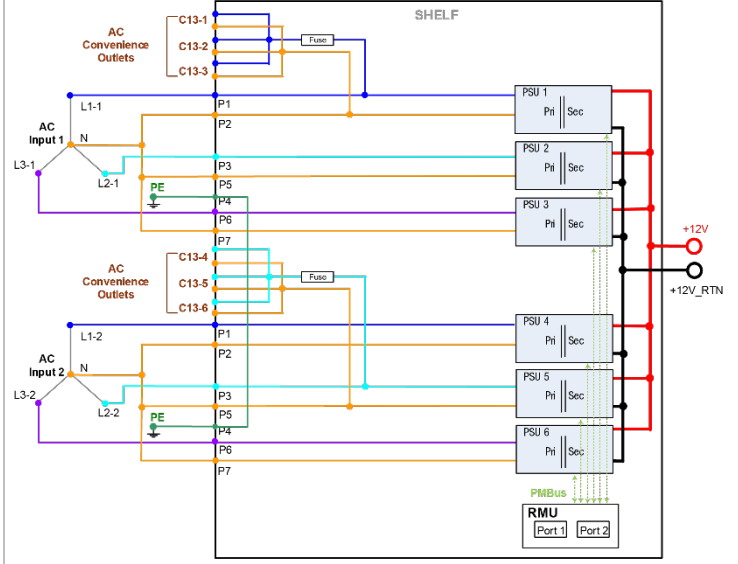 SHELF
AC
Convenience
Outlets
C13-1
C13-2
C13-3
Fuse
L1-1
AC
Input 1
N
L3-1
L2-1
PE
P1
P2
P3
P5
P4
P6
P7
PSU 1
Pri
Sec
PSU 2
Pri
Sec
PSU 3
Pri
Sec
+12V
+12V_RTN
AC
Convenience
Outlets
C13-4
C13-5
C13-6
Fuse
L1-2
AC
Input 2
N
L3-2
L2-2
PE
P1
P2
P3
P5
P4
P6
P7
PSU 4
Pri
Sec
PSU 5
Pri
Sec
PSU 6
Pri
Sec
PMBus
RMU
Port 1
Port 2